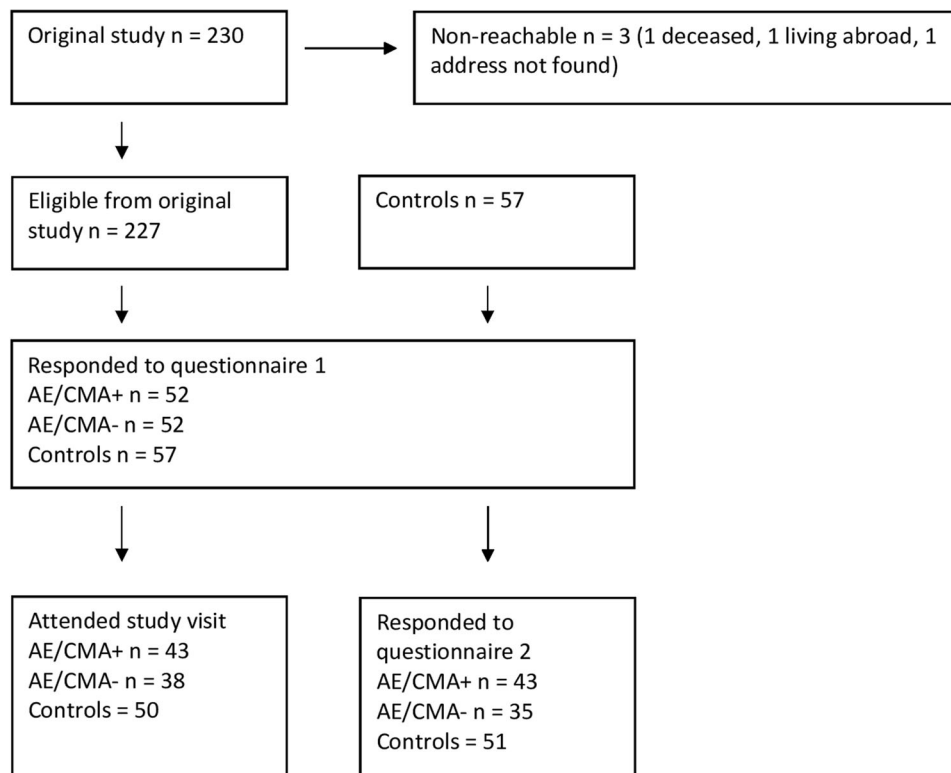 Original study n = 230
Non-reachable n = 3 (1 deceased, 1 living abroad, 1
address not found)
Eligible from original
study n = 227
Controls n = 57
Responded to questionnaire 1
AE/CMA+ n = 52
AE/CMA- n = 52
Controls n = 57
Attended study visit
AE/CMA+ n = 43
AE/CMA- n = 38
Controls = 50
Responded to
questionnaire 2
AE/CMA+ n = 43
AE/CMA- n = 35
Controls = 51